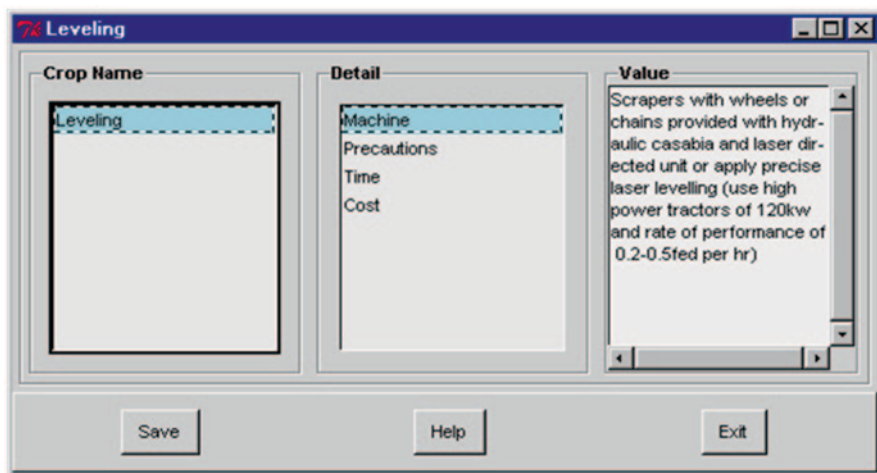 Leveling
Crop Name
Leveling
Detail
Machine
Precautions
Time
Cost
Value
Scrapers with wheels or
chains provided with hydr-
aulic casabia and laser dir-
ected unit or apply precise
laser levelling (use high
power tractors of 120kw
and rate of performance of
0.2-0.5fed per hr)
Save
Help
Exit